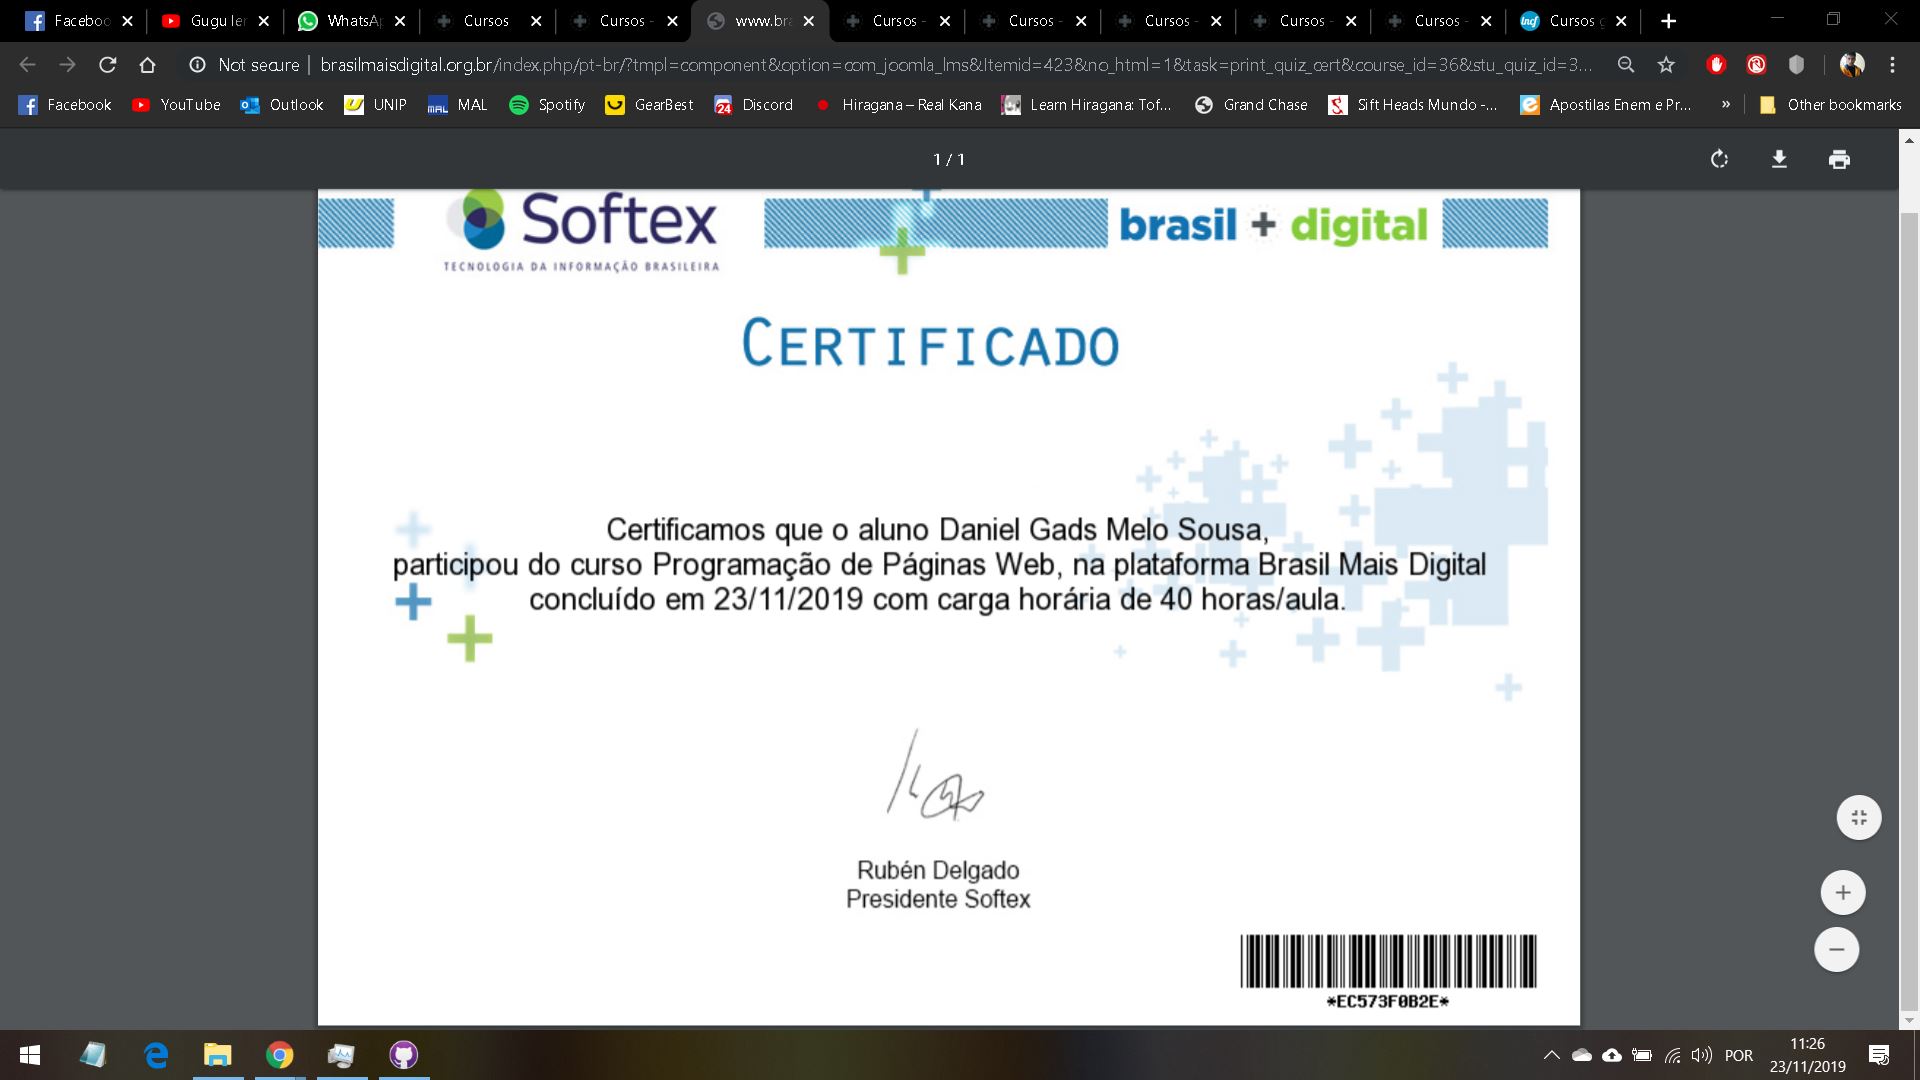 Faceboo
Gugu ler
WhatsAp
Cursos
Cursos -
www.bra
Cursos -
Cursos -
Cursos -
Cursos -
Cursos -
Cursos g
Not secure | brasilmaisdigital.org.br/index.php/pt-br/?tmpl=component&option=com_joomla_lms&Itemid=423&no_html=1&task=print_quiz_cert&course_id=36&stu_quiz_id=3...
Facebook
YouTube
Outlook
UNIP
MAL
Spotify
GearBest
Discord
Hiragana – Real Kana
Learn Hiragana: Tof...
Grand Chase
Sift Heads Mundo -...
Apostilas Enem e Pr...
»
Other bookmarks
1 / 1
Softex
TECNOLOGIA DA INFORMAÇÃO BRASILEIRA
brasil + digital
CERTIFICADO
Certificamos que o aluno Daniel Gads Melo Sousa,
participou do curso Programação de Páginas Web, na plataforma Brasil Mais Digital
concluído em 23/11/2019 com carga horária de 40 horas/aula.
Rubén Delgado
Presidente Softex
*EC573F0B2E*
POR
11:26
23/11/2019